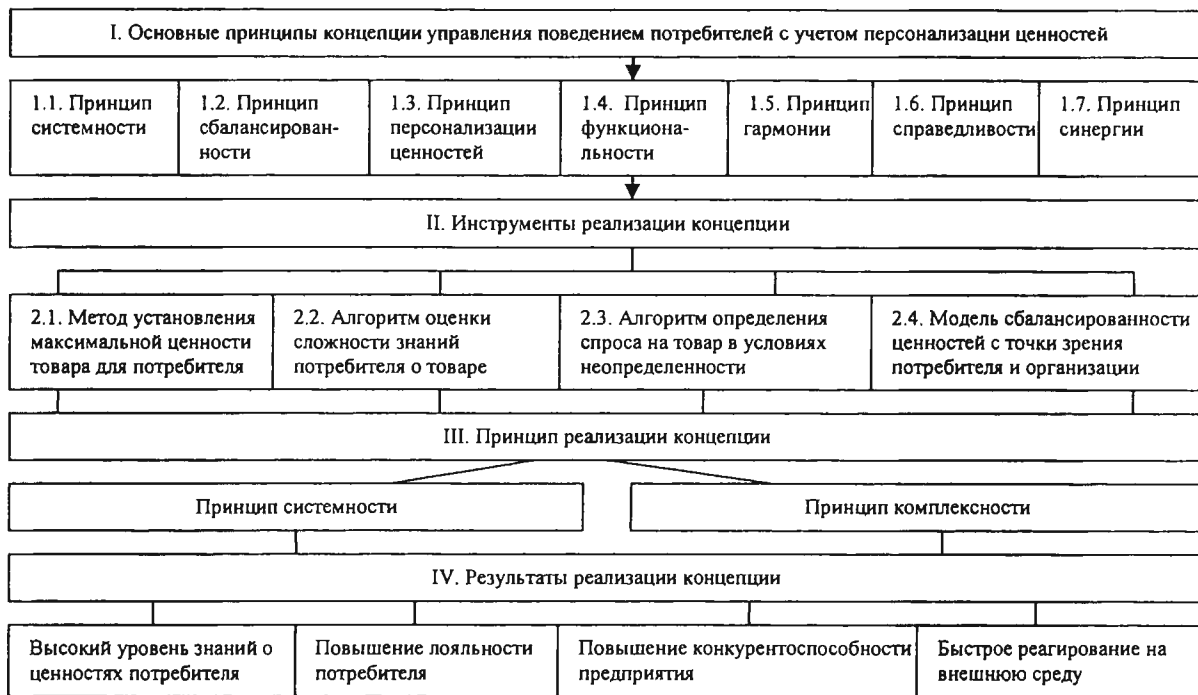 I. Основные принципы концепции управления поведением потребителей с учетом персонализации ценностей
1.1. Принцип
системности
1.2. Принцип
сбалансирован-
ности
1.3. Принцип
персонализации
ценностей
1.4. Принцип
функциона-
льности
1.5. Принцип
гармонии
1.6. Принцип
справедливости
1.7. Принцип
синергии
II. Инструменты реализации концепции
2.1. Метод установления
максимальной ценности
товара для потребителя
2.2. Алгоритм оценки
сложности знаний
потребителя о товаре
2.3. Алгоритм определения
спроса на товар в условиях
неопределенности
2.4. Модель сбалансированности
ценностей с точки зрения
потребителя и организации
III. Принцип реализации концепции
Принцип системности
Принцип комплексности
IV. Результаты реализации концепции
Высокий уровень знаний о
ценностях потребителя
Повышение лояльности
потребителя
Повышение конкурентоспособности
предприятия
Быстрое реагирование на
внешнюю среду